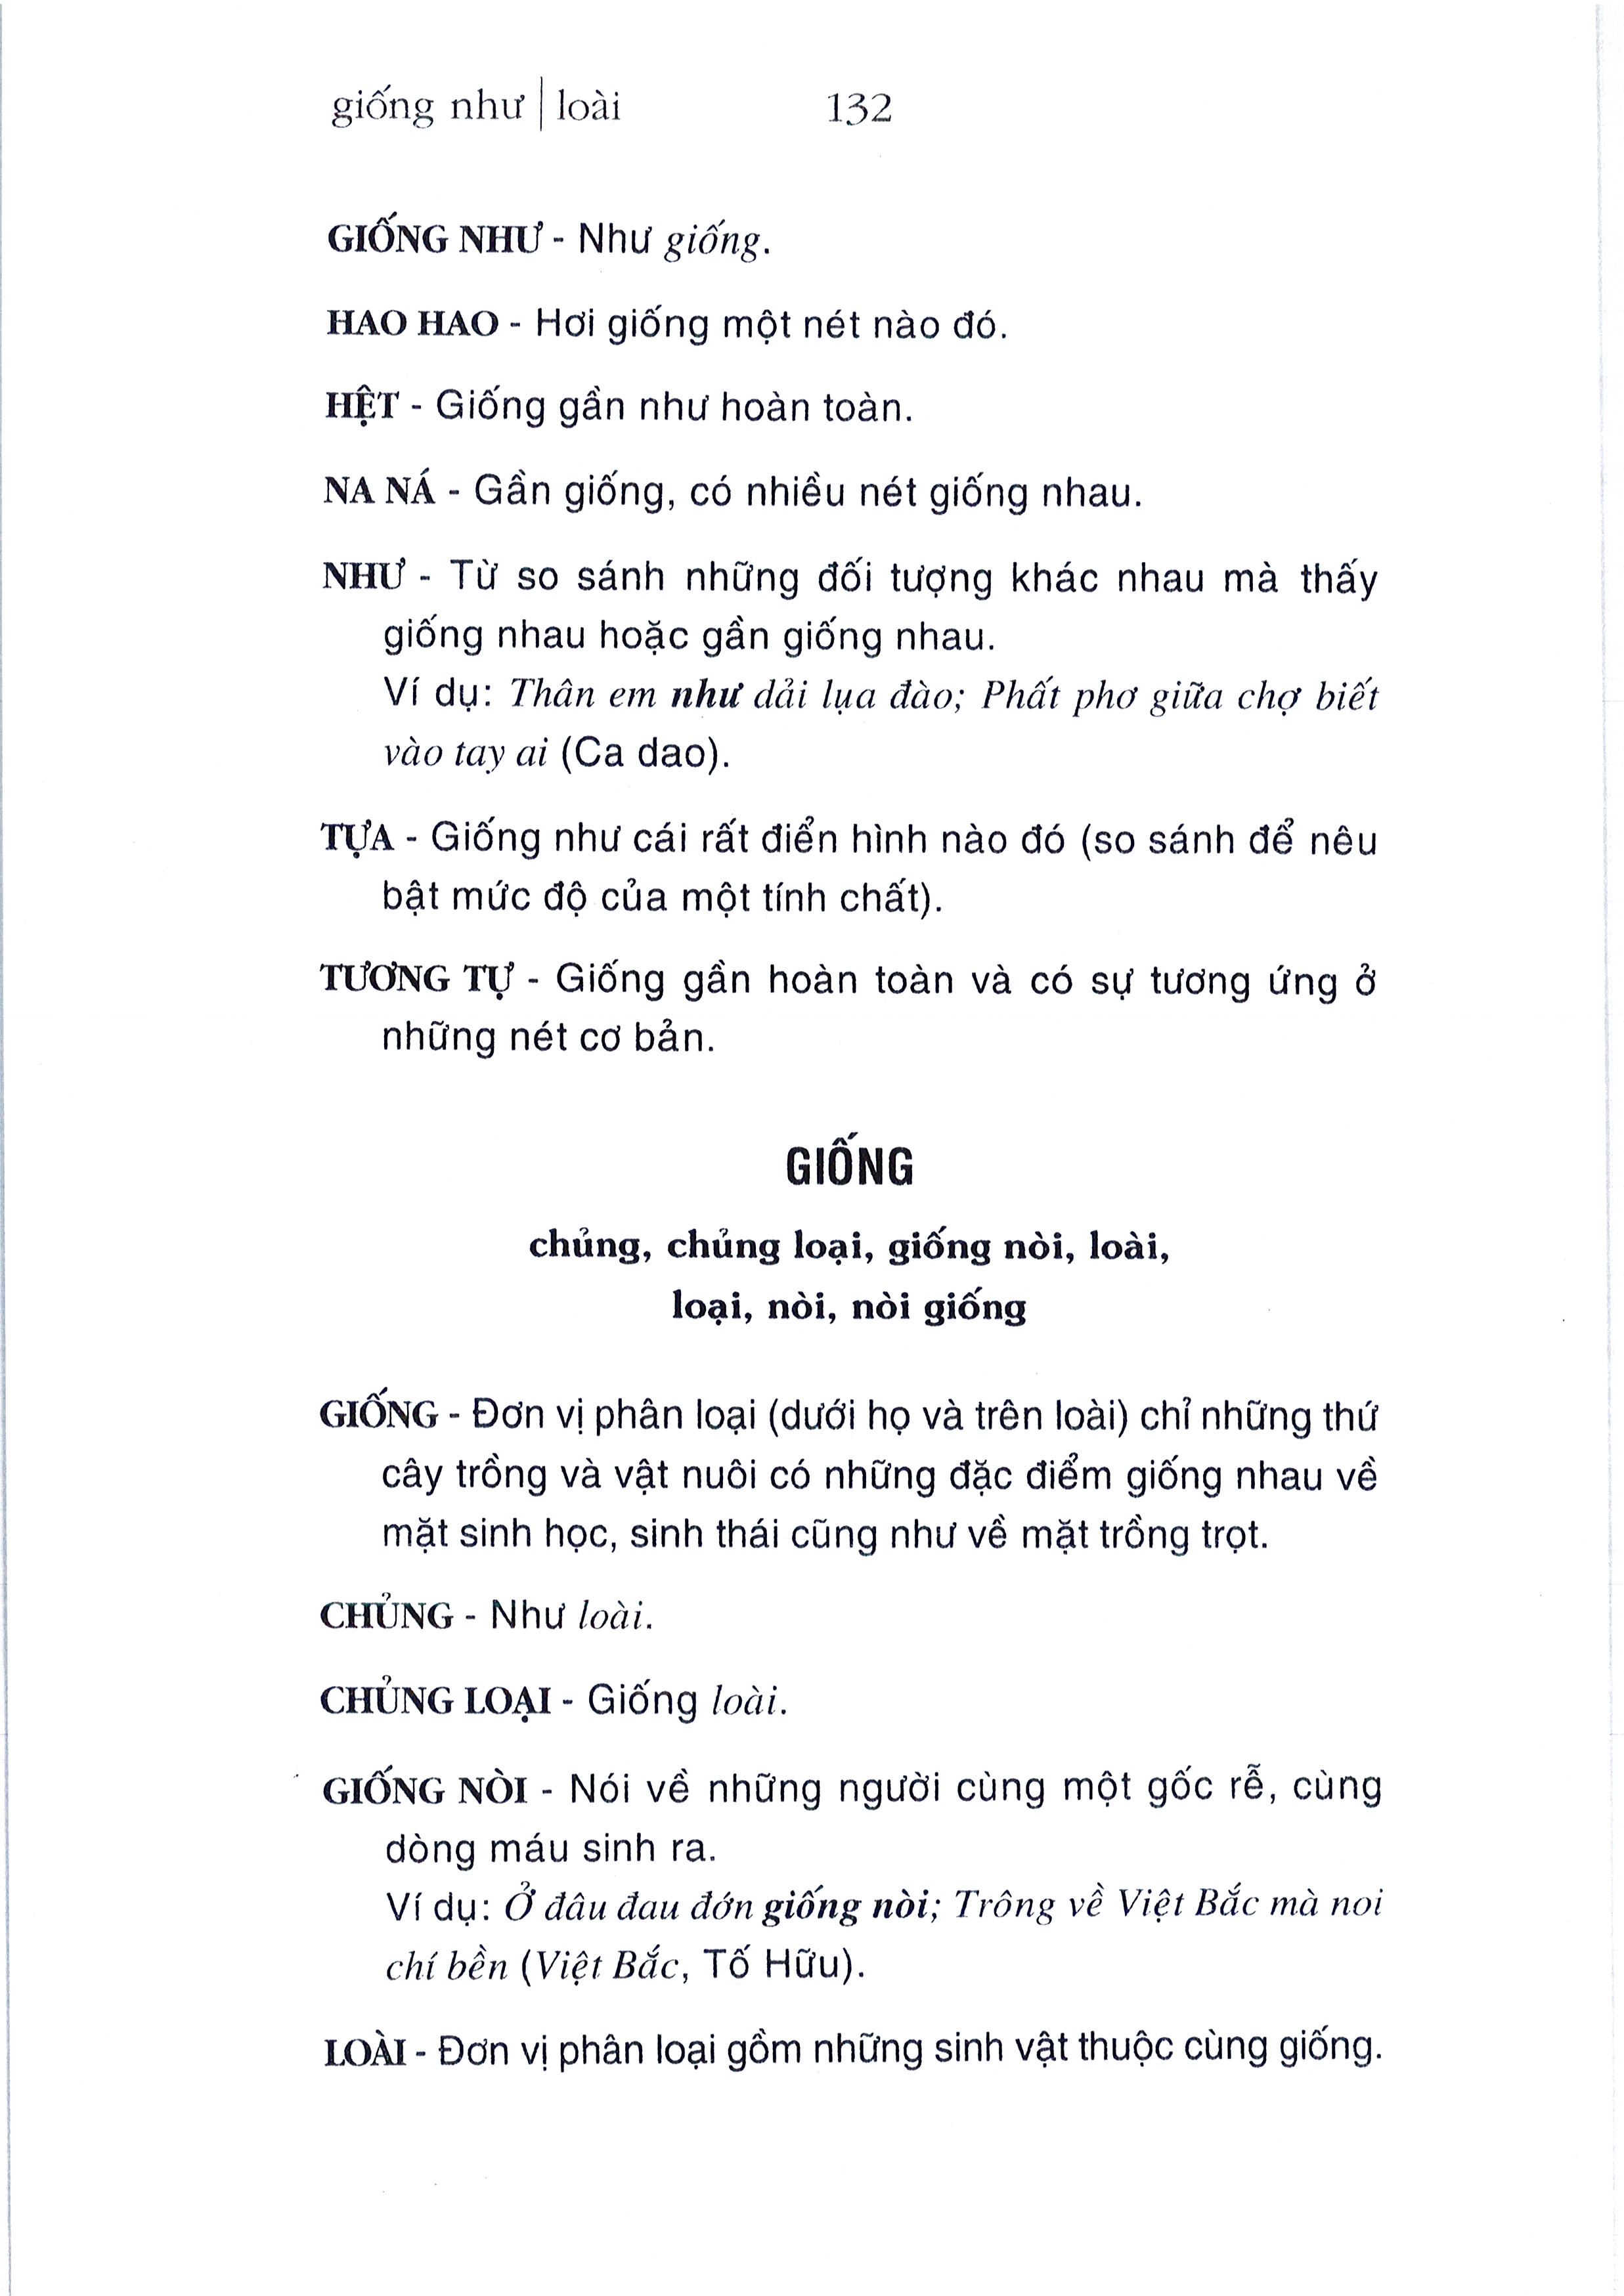 giống như | loài 132
GIỐNG NHƯ - Như giống.
HAO HAO - Hơi giống một nét nào đó.
HỆT - Giống gần như hoàn toàn.
NA NÁ - Gần giống, có nhiều nét giống nhau.
NHƯ - Từ so sánh những đối tượng khác nhau mà thấy
giống nhau hoặc gần giống nhau.
Ví dụ: Thân em như dải lụa đào; Phất phơ giữa chợ biết
vào tay ai (Ca dao).
TỰA - Giống như cái rất điển hình nào đó (so sánh để nêu
bật mức độ của một tính chất).
TƯƠNG TỰ - Giống gần hoàn toàn và có sự tương ứng ở
những nét cơ bản.
GIỐNG
chủng, chủng loại, giống nòi, loài,
loại, nòi, nòi giống
GIỐNG - Đơn vị phân loại (dưới họ và trên loài) chỉ những thứ
cây trồng và vật nuôi có những đặc điểm giống nhau về
mặt sinh học, sinh thái cũng như về mặt trồng trọt.
CHỦNG - Như loài.
CHỦNG LOẠI - Giống loài.
GIỐNG NÒI - Nói về những người cùng một gốc rễ, cùng
dòng máu sinh ra.
Ví dụ: Ở đâu đau đớn giống nòi; Trông về Việt Bắc mà noi
chí bền (Việt Bắc, Tố Hữu).
LOÀI - Đơn vị phân loại gồm những sinh vật thuộc cùng giống.